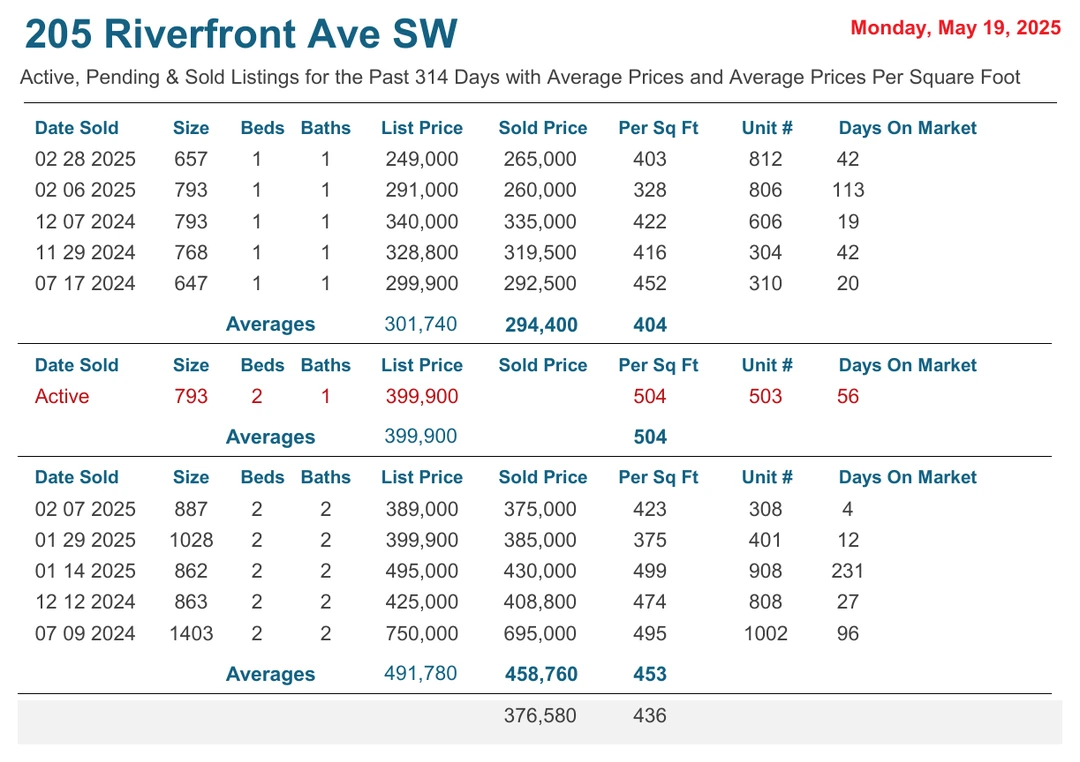 205 Riverfront Ave SW
Monday, May 19, 2025
Active, Pending & Sold Listings for the Past 314 Days with Average Prices and Average Prices Per Square Foot
Date Sold Size Beds Baths List Price Sold Price Per Sq Ft Unit # Days On Market
02 28 2025 657 1 1 249,000 265,000 403 812 42
02 06 2025 793 1 1 291,000 260,000 328 806 113
12 07 2024 793 1 1 340,000 335,000 422 606 19
11 29 2024 768 1 1 328,800 319,500 416 304 42
07 17 2024 647 1 1 299,900 292,500 452 310 20
Averages 301,740 294,400 404
Date Sold Size Beds Baths List Price Sold Price Per Sq Ft Unit # Days On Market
Active 793 2 1 399,900 504 503 56
Averages 399,900 504
Date Sold Size Beds Baths List Price Sold Price Per Sq Ft Unit # Days On Market
02 07 2025 887 2 2 389,000 375,000 423 308 4
01 29 2025 1028 2 2 399,900 385,000 375 401 12
01 14 2025 862 2 2 495,000 430,000 499 908 231
12 12 2024 863 2 2 425,000 408,800 474 808 27
07 09 2024 1403 2 2 750,000 695,000 495 1002 96
Averages 491,780 458,760 453
376,580 436